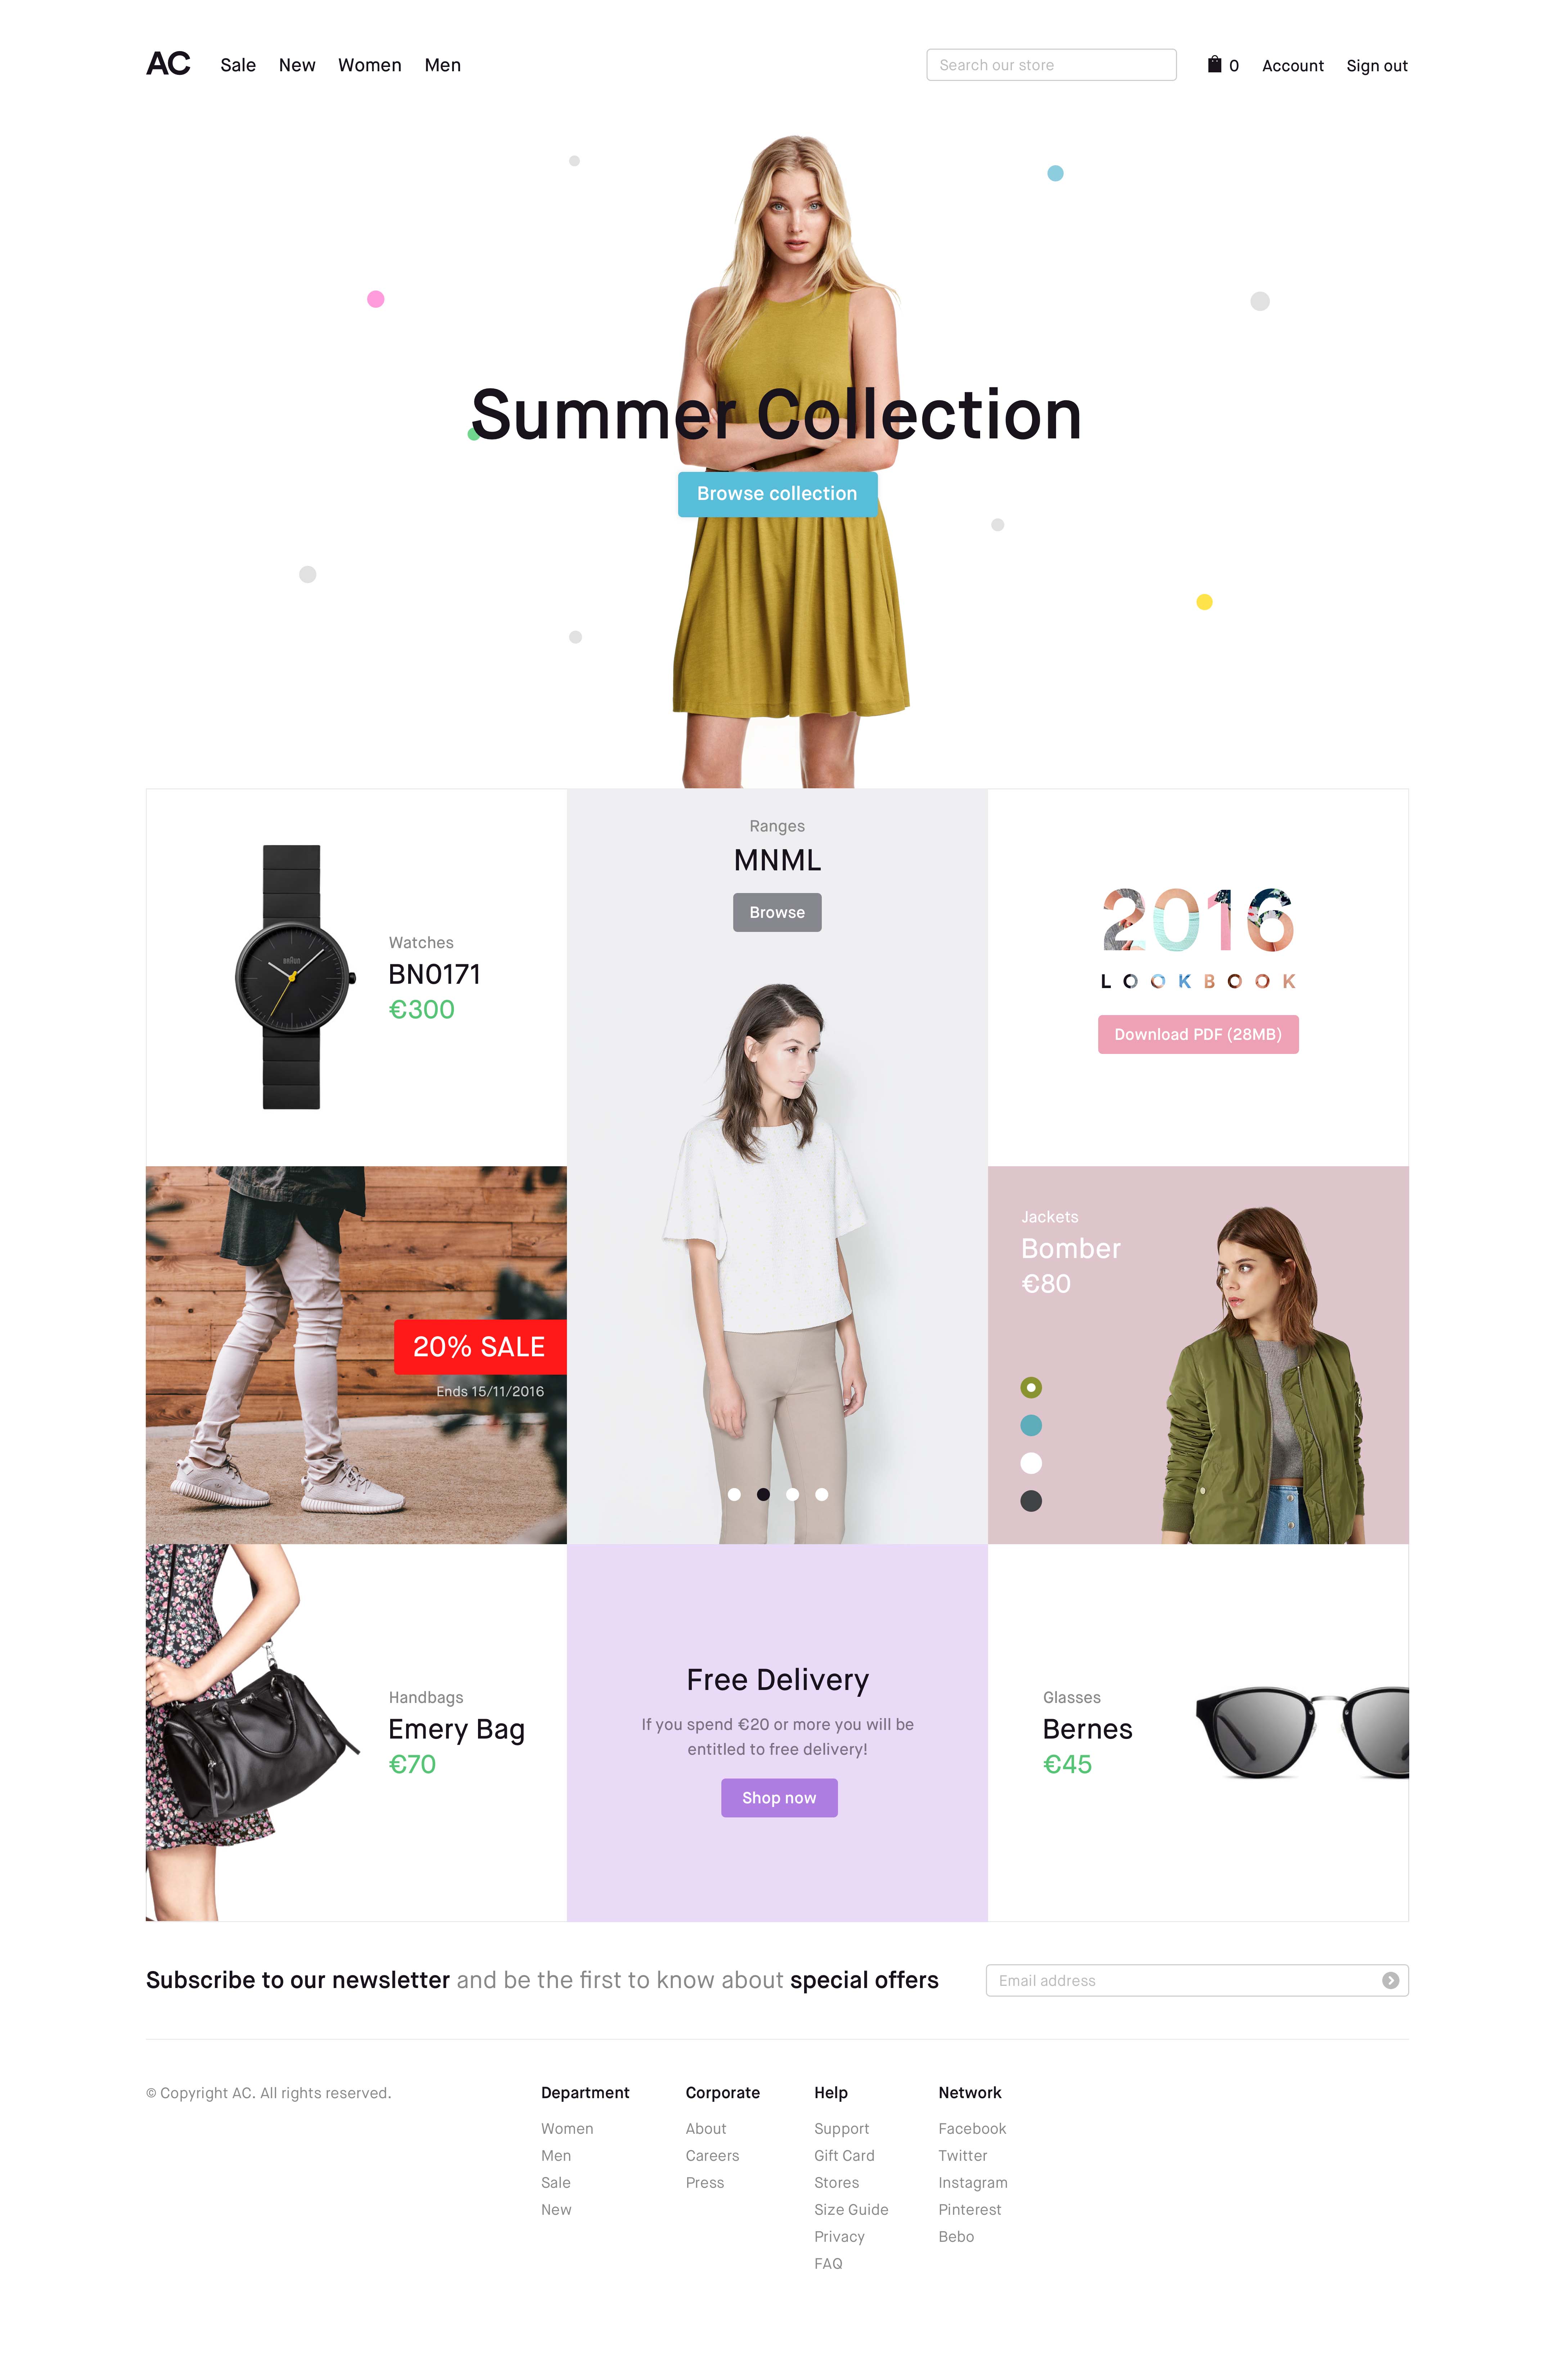 AC
Sale
New
Women
Men
Search our store
0
Account
Sign out
Summer Collection
Browse collection
Watches
BN0171
€300
BRAUN
Ranges
MNML
Browse
2016
LOOKBOOK
Download PDF (28MB)
20% SALE
Ends 15/11/2016
Jackets
Bomber
€80
Handbags
Emery Bag
€70
Free Delivery
If you spend €20 or more you will be
entitled to free delivery!
Shop now
Glasses
Bernes
€45
Subscribe to our newsletter and be the first to know about special offers
Email address
© Copyright AC. All rights reserved.
Department
Women
Men
Sale
New
Corporate
About
Careers
Press
Help
Support
Gift Card
Stores
Size Guide
Privacy
FAQ
Network
Facebook
Twitter
Instagram
Pinterest
Bebo